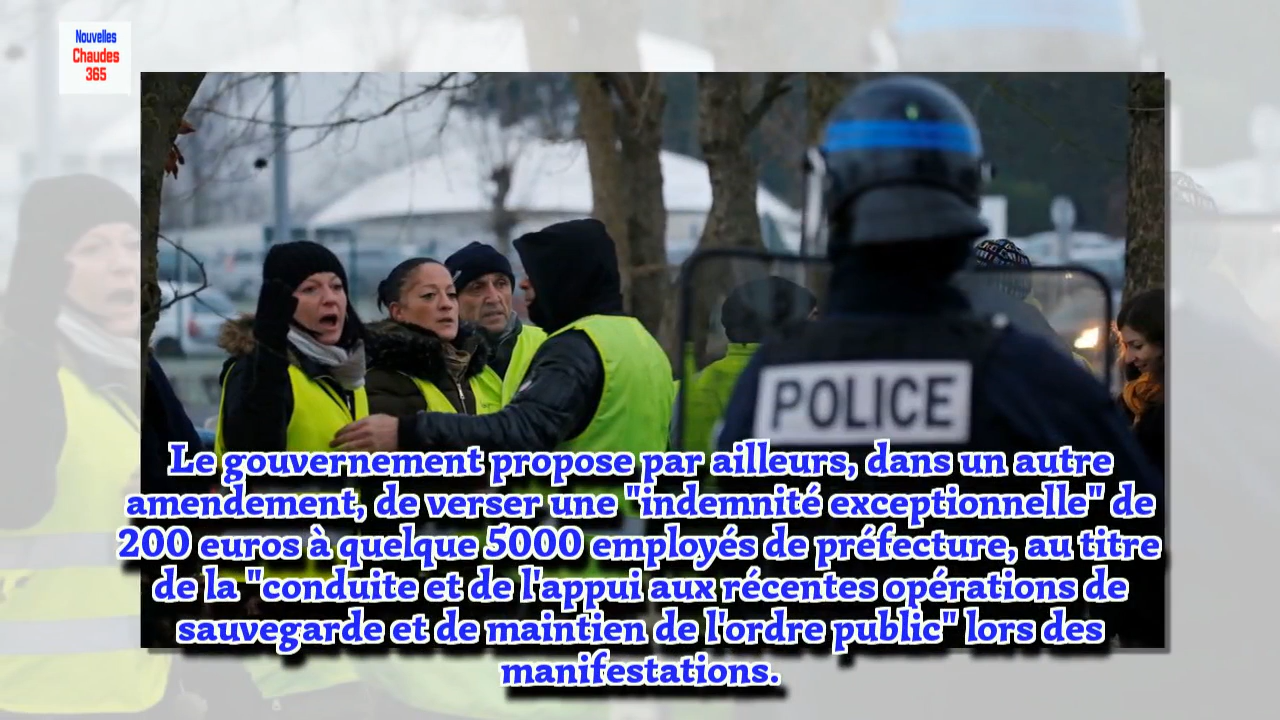 Nouvelles
Chaudes
365
POLICE
Le gouvernement propose par ailleurs, dans un autre
amendement, de verser une "indemnité exceptionnelle" de
200 euros à quelque 5000 employés de préfecture, au titre
de la "conduite et de l'appui aux récentes opérations de
sauvegarde et de maintien de l'ordre public" lors des
manifestations.